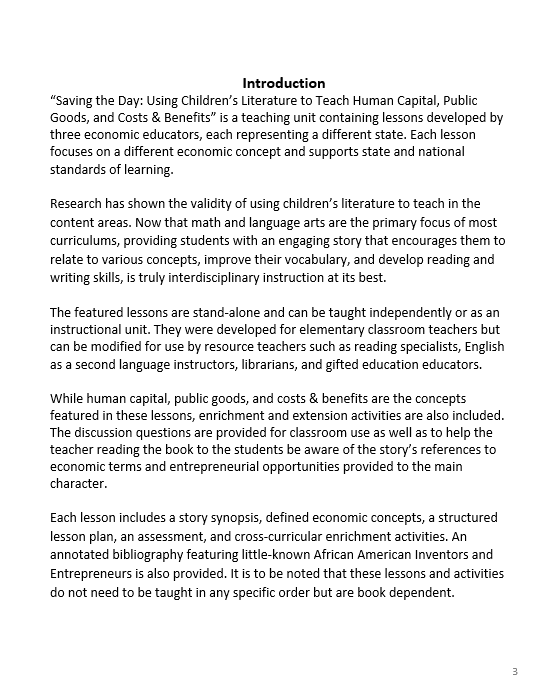 Introduction
“Saving the Day: Using Children’s Literature to Teach Human Capital, Public
Goods, and Costs & Benefits” is a teaching unit containing lessons developed by
three economic educators, each representing a different state. Each lesson
focuses on a different economic concept and supports state and national
standards of learning.
Research has shown the validity of using children’s literature to teach in the
content areas. Now that math and language arts are the primary focus of most
curriculums, providing students with an engaging story that encourages them to
relate to various concepts, improve their vocabulary, and develop reading and
writing skills, is truly interdisciplinary instruction at its best.
The featured lessons are stand-alone and can be taught independently or as an
instructional unit. They were developed for elementary classroom teachers but
can be modified for use by resource teachers such as reading specialists, English
as a second language instructors, librarians, and gifted education educators.
While human capital, public goods, and costs & benefits are the concepts
featured in these lessons, enrichment and extension activities are also included.
The discussion questions are provided for classroom use as well as to help the
teacher reading the book to the students be aware of the story’s references to
economic terms and entrepreneurial opportunities provided to the main
character.
Each lesson includes a story synopsis, defined economic concepts, a structured
lesson plan, an assessment, and cross-curricular enrichment activities. An
annotated bibliography featuring little-known African American Inventors and
Entrepreneurs is also provided. It is to be noted that these lessons and activities
do not need to be taught in any specific order but are book dependent.
3